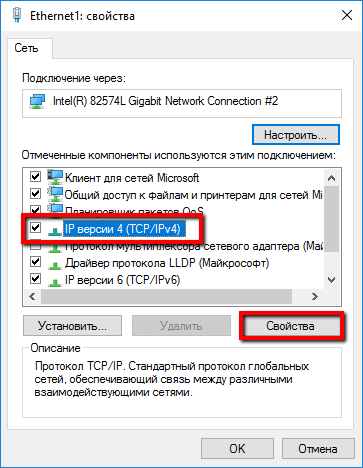 Ethernet1: свойства
Сеть
Подключение через:
Intel(R) 82574L Gigabit Network Connection #2
Настроить...
Отмеченные компоненты используются этим подключением:
Клиент для сетей Microsoft
Общий доступ к файлам и принтерам для сетей Mi
Планировщик пакетов QoS
IP версии 4 (TCP/IPv4)
Протокол мультиплексора сетевого адаптера (Майкр
Драйвер протокола LLDP (Майкрософт)
IP версии 6 (TCP/IPv6)
Установить...
Удалить
Свойства
Описание
Протокол TCP/IP. Стандартный протокол глобальных
сетей, обеспечивающий связь между различными
взаимодействующими сетями.
OK
Отмена